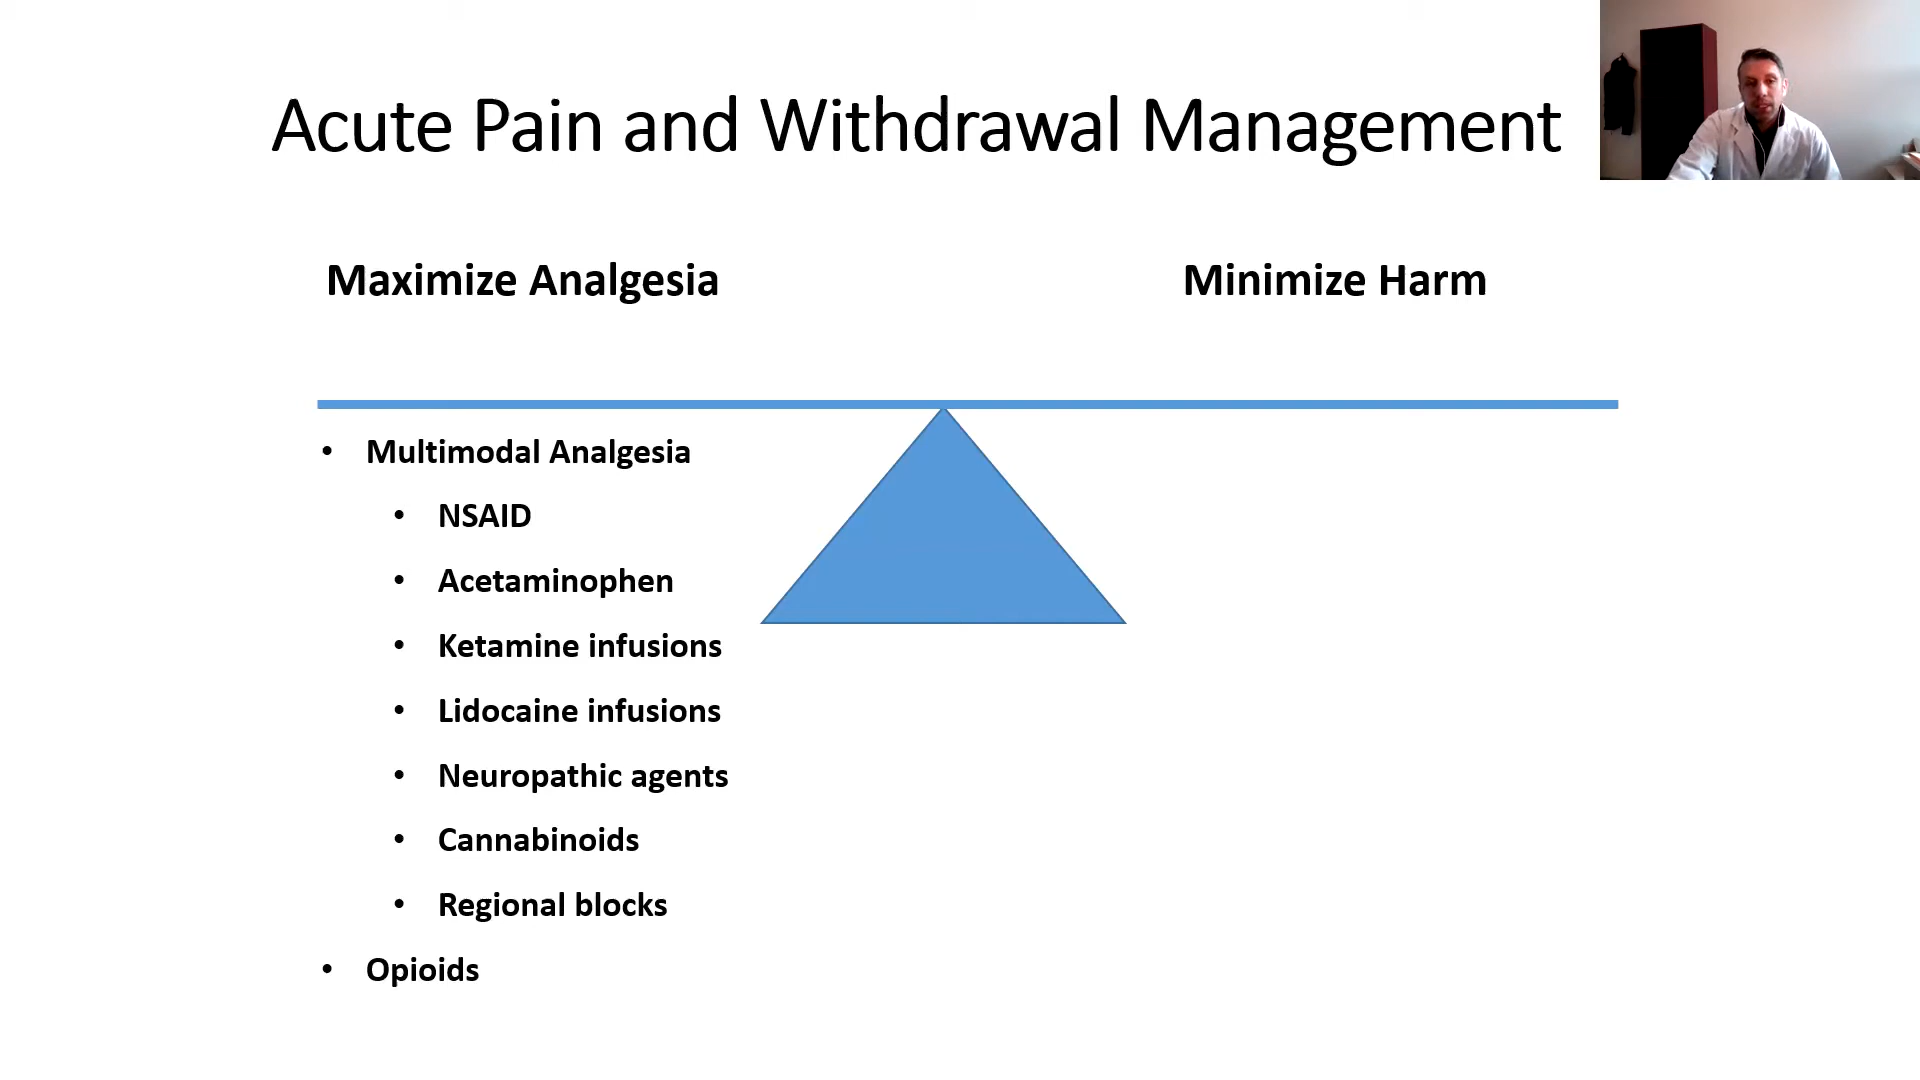 Acute Pain and Withdrawal Management
Maximize Analgesia
Minimize Harm
• Multimodal Analgesia
• NSAID
• Acetaminophen
• Ketamine infusions
• Lidocaine infusions
• Neuropathic agents
• Cannabinoids
• Regional blocks
• Opioids